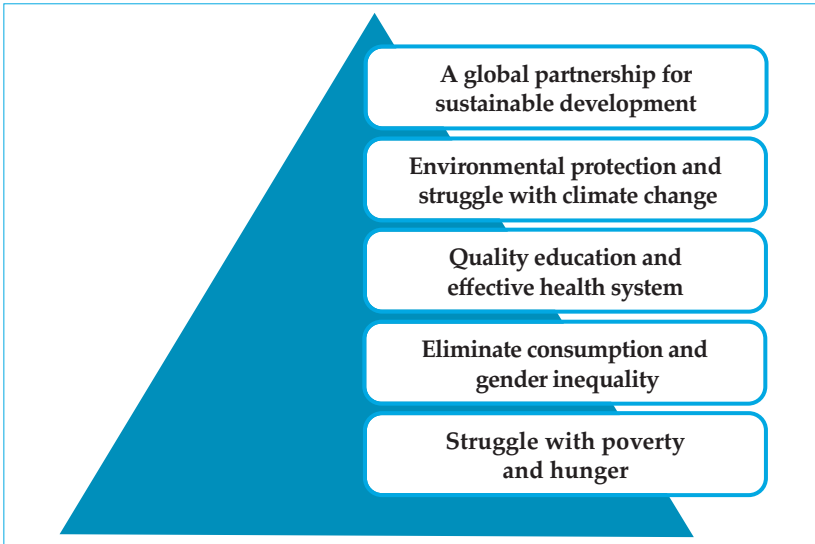 A global partnership for
sustainable development
Environmental protection and
struggle with climate change
Quality education and
effective health system
Eliminate consumption and
gender inequality
Struggle with poverty
and hunger